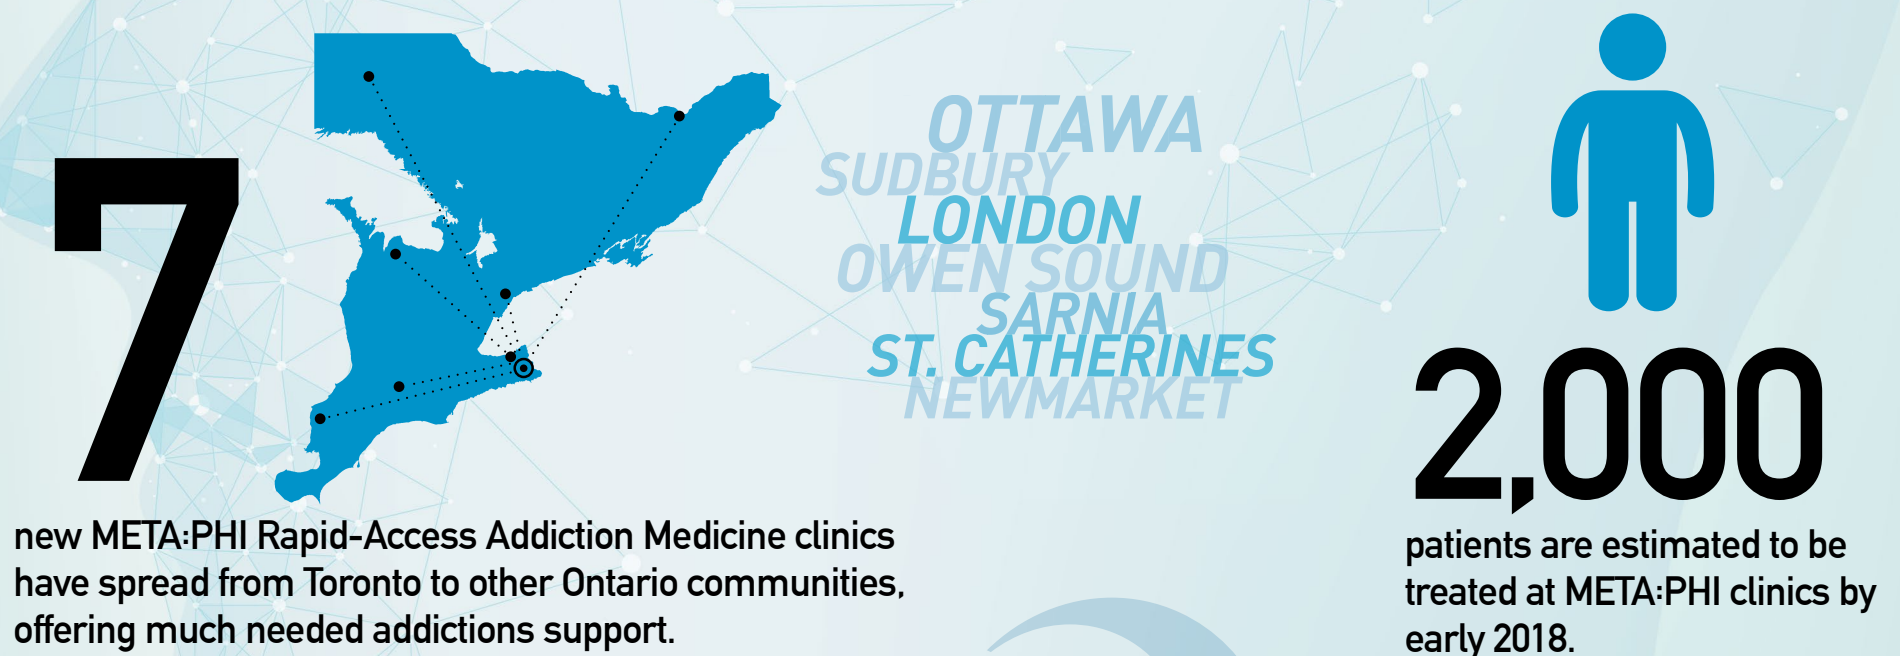 7
new META:PHI Rapid-Access Addiction Medicine clinics
have spread from Toronto to other Ontario communities,
offering much needed addictions support.
OTTAWA
SUDBURY
LONDON
OWEN SOUND
SARNIA
ST. CATHERINES
NEWMARKET
2,000
patients are estimated to be
treated at META:PHI clinics by
early 2018.